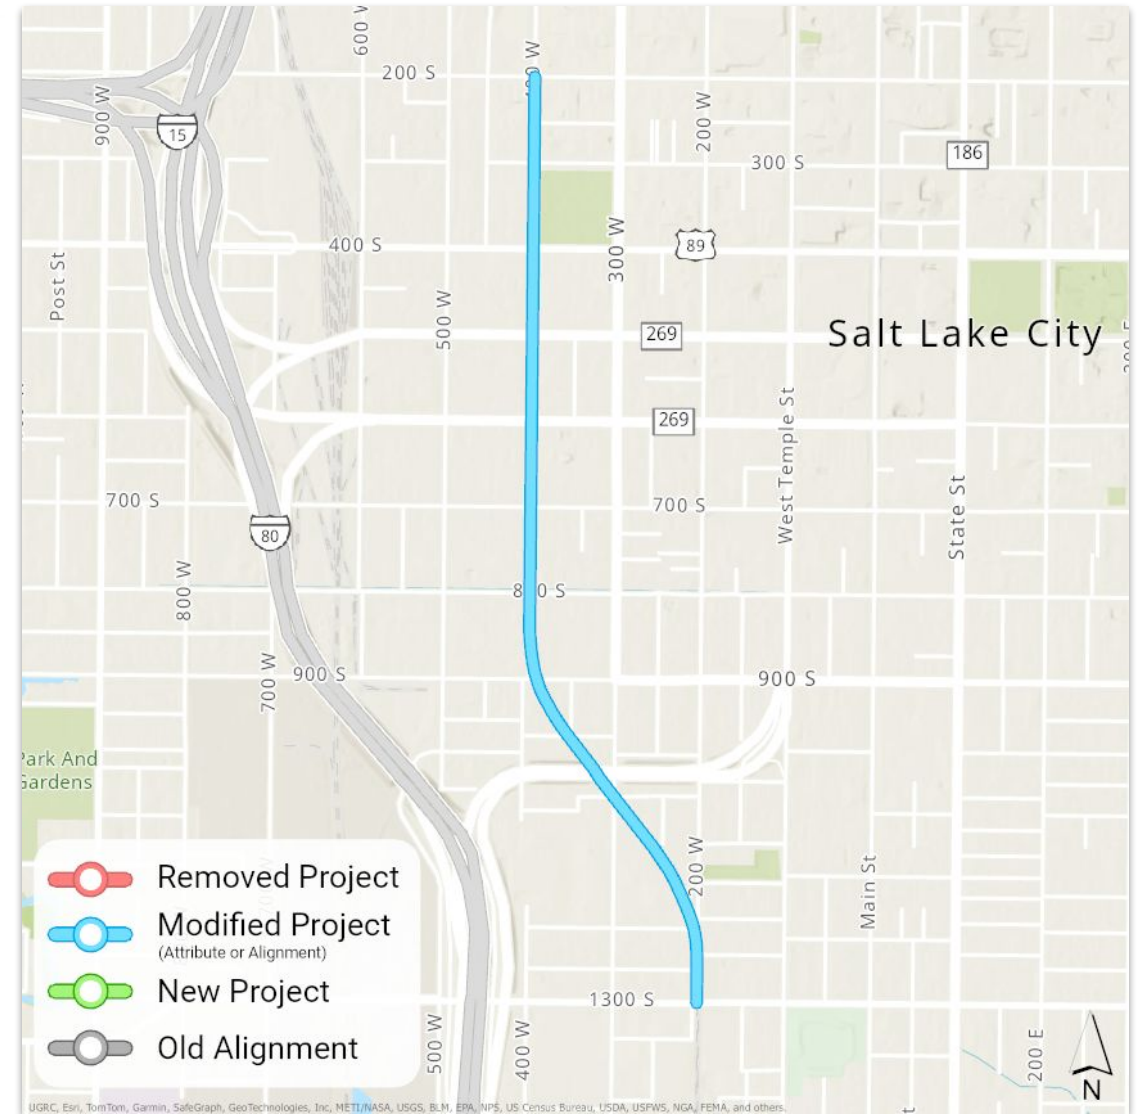 600 W
200 S
900 W
15
200 W
300 S
186
400 S
300 W
89
Post St
500 W
269
Salt Lake City
269
West Temple St
700 S
700 S
State St
80
800 W
900 S
700 W
900 S
Park And
Gardens
200 W
Main St
Removed Project
Modified Project
(Attribute or Alignment)
New Project
Old Alignment
1300 S
500 W
400 W
200 E
N
UGRC, Esri, TomTom, Garmin, SafeGraph, GeoTechnologies, Inc, METI/NASA, USGS, BLM, EPA, NPS, US Census Bureau, USDA, USFWS, NGA, FEMA, and others.